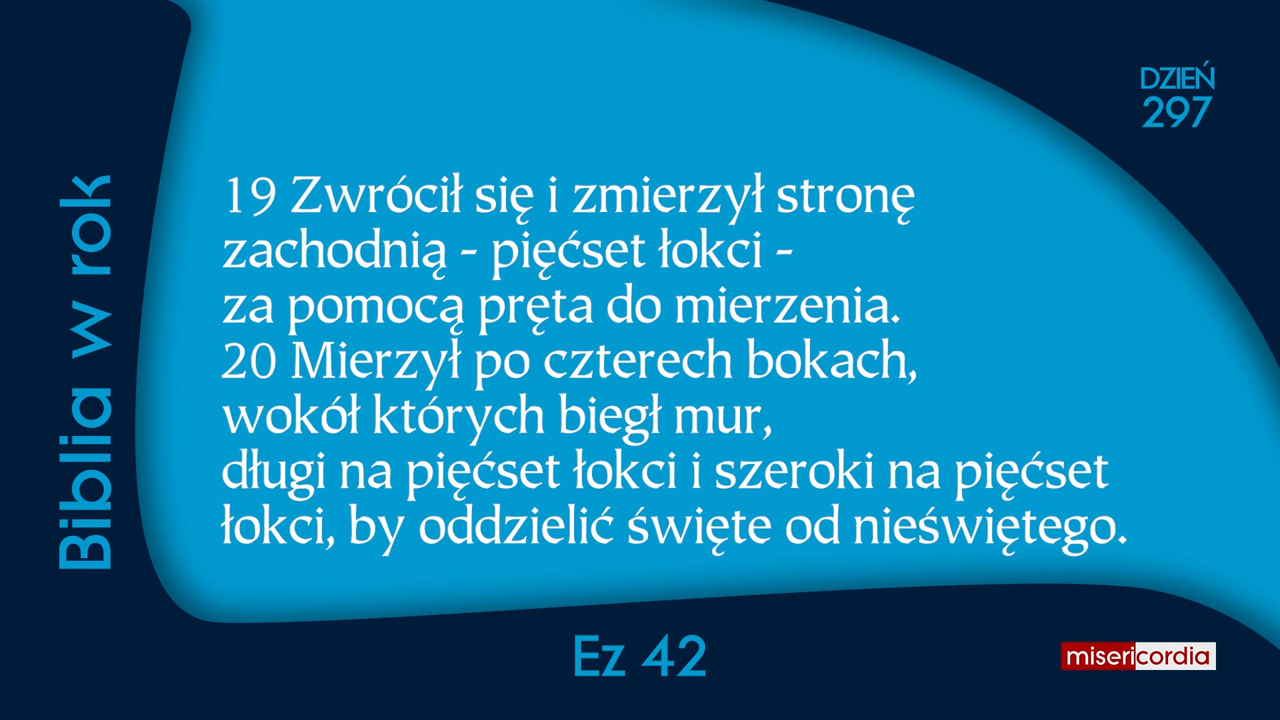 DZIEŃ
297
Biblia w rok
19 Zwrócił się i zmierzył stronę
zachodnią - pięćset łokci -
za pomocą pręta do mierzenia.
20 Mierzył po czterech bokach,
wokół których biegł mur,
długi na pięćset łokci i szeroki na pięćset
łokci, by oddzielić święte od nieświętego.
Ez 42
misericordia